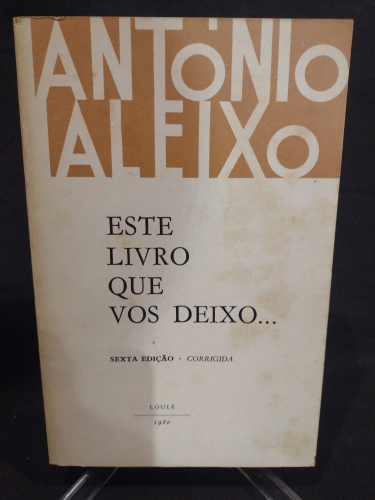 ANTÓNIO
ALEIXO
ESTE
LIVRO
QUE
VOS DEIXO...
SEXTA EDIÇÃO · CORRIGIDA
LOULÉ
1980